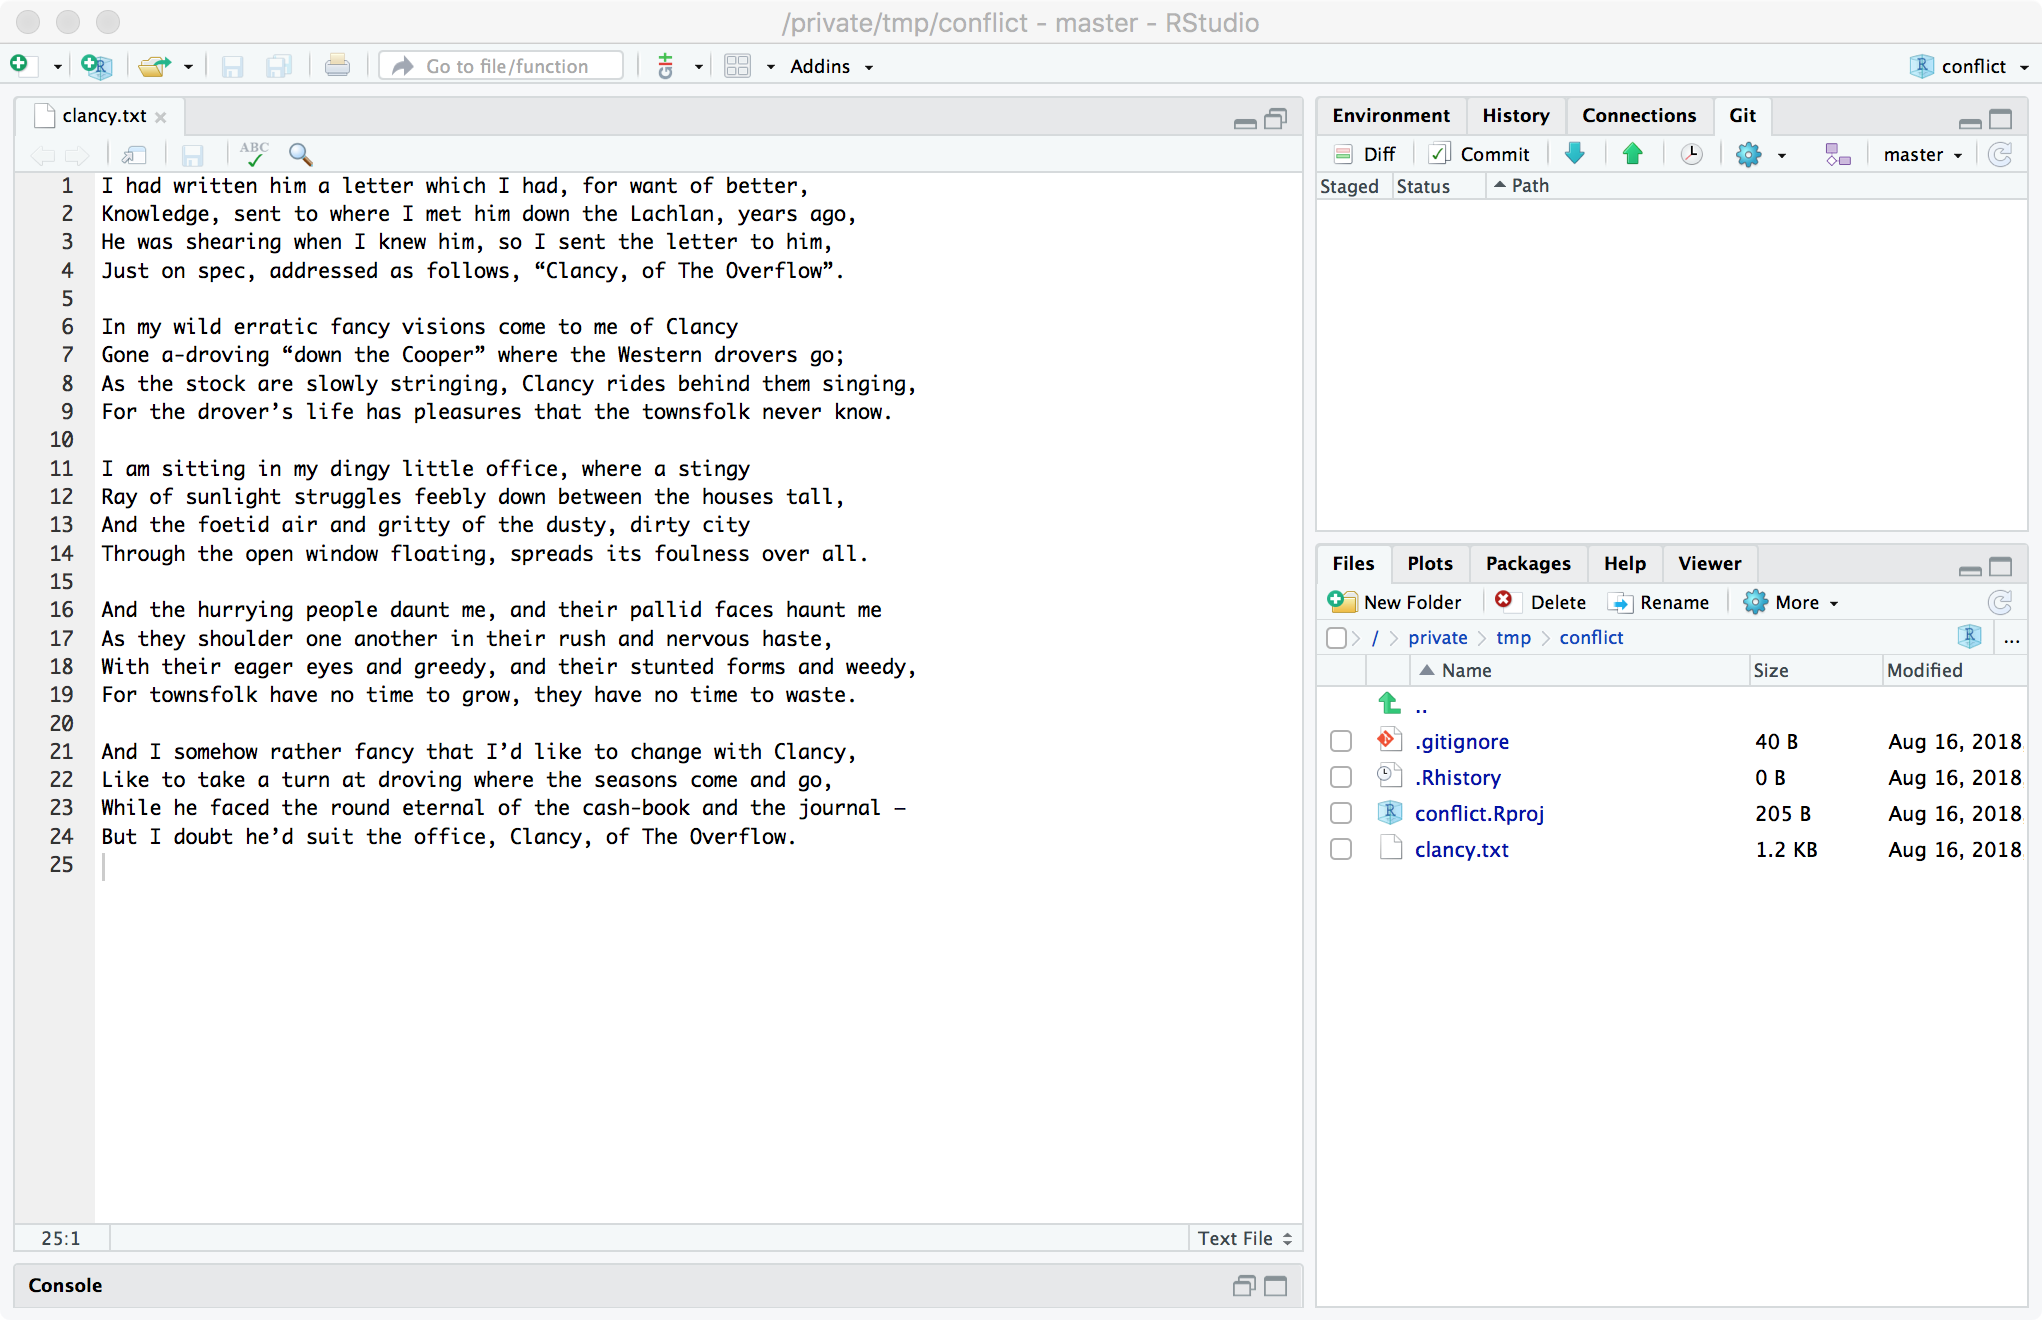 /private/tmp/conflict - master - RStudio
Go to file/function
Git
Addins
conflict
clancy.txt
ABC
1 I had written him a letter which I had, for want of better,
2 Knowledge, sent to where I met him down the Lachlan, years ago,
3 He was shearing when I knew him, so I sent the letter to him,
4 Just on spec, addressed as follows, “Clancy, of The Overflow”.
5
6 In my wild erratic fancy visions come to me of Clancy
7 Gone a-droving “down the Cooper” where the Western drovers go;
8 As the stock are slowly stringing, Clancy rides behind them singing,
9 For the drover’s life has pleasures that the townsfolk never know.
10
11 I am sitting in my dingy little office, where a stingy
12 Ray of sunlight struggles feebly down between the houses tall,
13 And the foetid air and gritty of the dusty, dirty city
14 Through the open window floating, spreads its foulness over all.
15
16 And the hurrying people daunt me, and their pallid faces haunt me
17 As they shoulder one another in their rush and nervous haste,
18 With their eager eyes and greedy, and their stunted forms and weedy,
19 For townsfolk have no time to grow, they have no time to waste.
20
21 And I somehow rather fancy that I’d like to change with Clancy,
22 Like to take a turn at droving where the seasons come and go,
23 While he faced the round eternal of the cash-book and the journal –
24 But I doubt he’d suit the office, Clancy, of The Overflow.
25
25:1 Text File
Console
Environment History Connections Git
Diff Commit master
Staged Status Path
Files Plots Packages Help Viewer
New Folder Delete Rename More
/ private tmp conflict ...
Name Size Modified
..
.gitignore 40 B Aug 16, 2018
.Rhistory 0 B Aug 16, 2018
conflict.Rproj 205 B Aug 16, 2018
clancy.txt 1.2 KB Aug 16, 2018